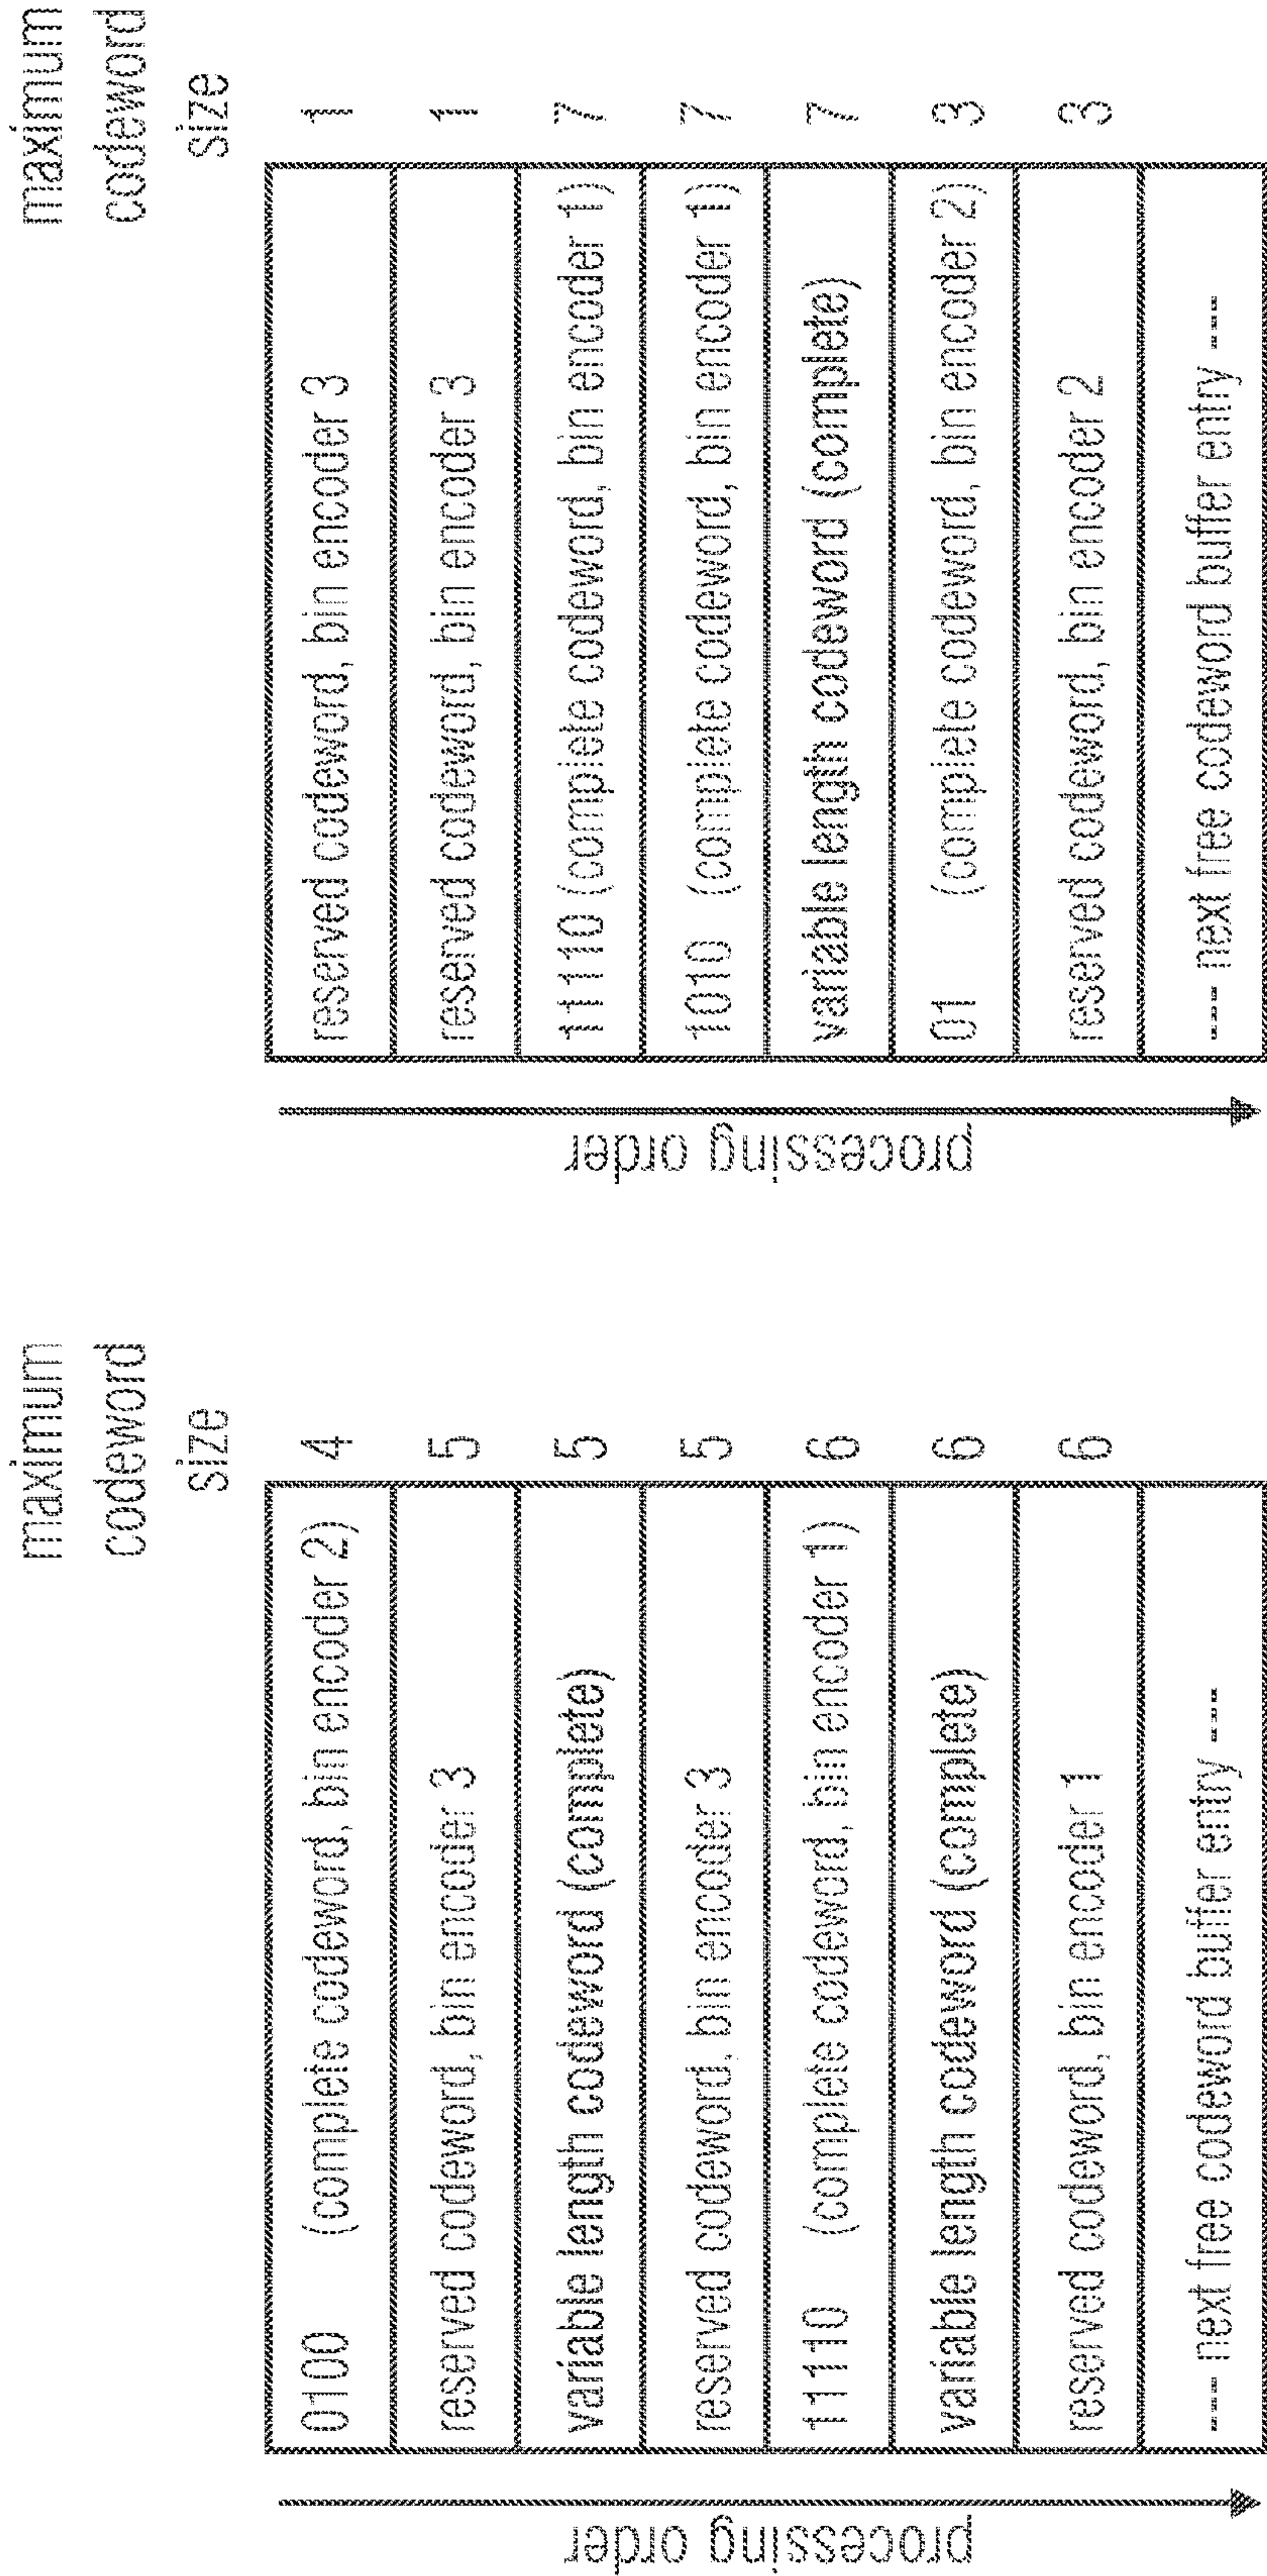 maximum
codeword
size
processing order
0100 (complete codeword, bin encoder 2) 4
reserved codeword, bin encoder 3 5
variable length codeword (complete) 5
reserved codeword, bin encoder 3 5
11110 (complete codeword, bin encoder 1) 6
variable length codeword (complete) 6
reserved codeword, bin encoder 1 6
---- next free codeword buffer entry ----
maximum
codeword
size
processing order
reserved codeword, bin encoder 3 1
reserved codeword, bin encoder 3 1
11110 (complete codeword, bin encoder 1) 7
1010 (complete codeword, bin encoder 1) 7
variable length codeword (complete) 7
01 (complete codeword, bin encoder 2) 3
reserved codeword, bin encoder 2 3
---- next free codeword buffer entry ----